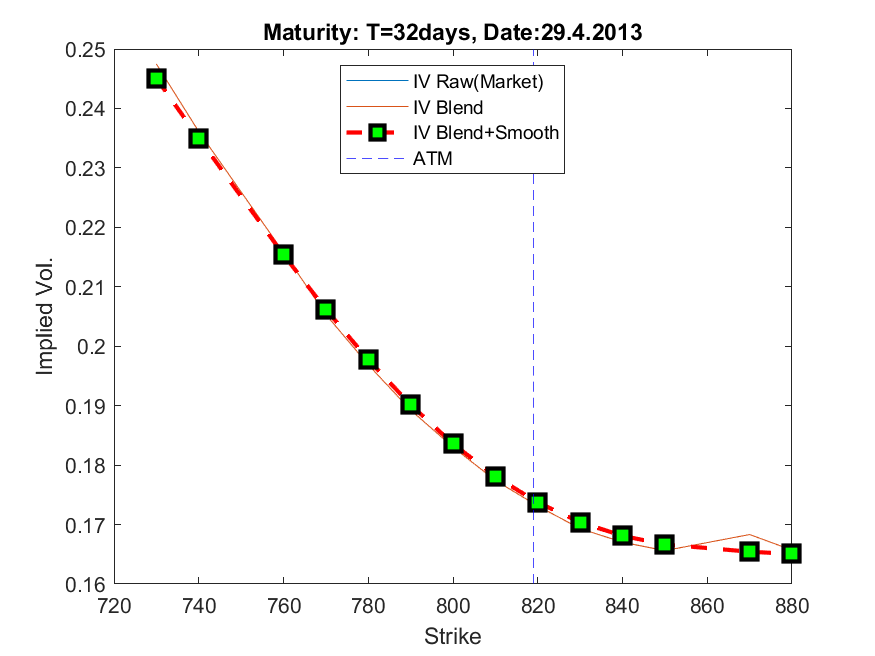 Maturity: T=32days, Date:29.4.2013
0.25
0.24
0.23
0.22
0.21
0.2
0.19
0.18
0.17
0.16
Implied Vol.
IV Raw(Market)
IV Blend
IV Blend+Smooth
ATM
720
740
760
780
800
820
840
860
880
Strike